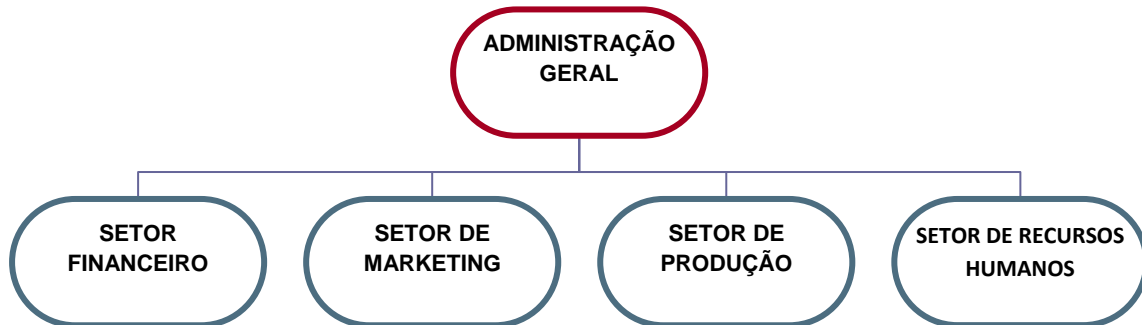 ADMINISTRAÇÃO
GERAL
SETOR
FINANCEIRO
SETOR DE
MARKETING
SETOR DE
PRODUÇÃO
SETOR DE RECURSOS
HUMANOS